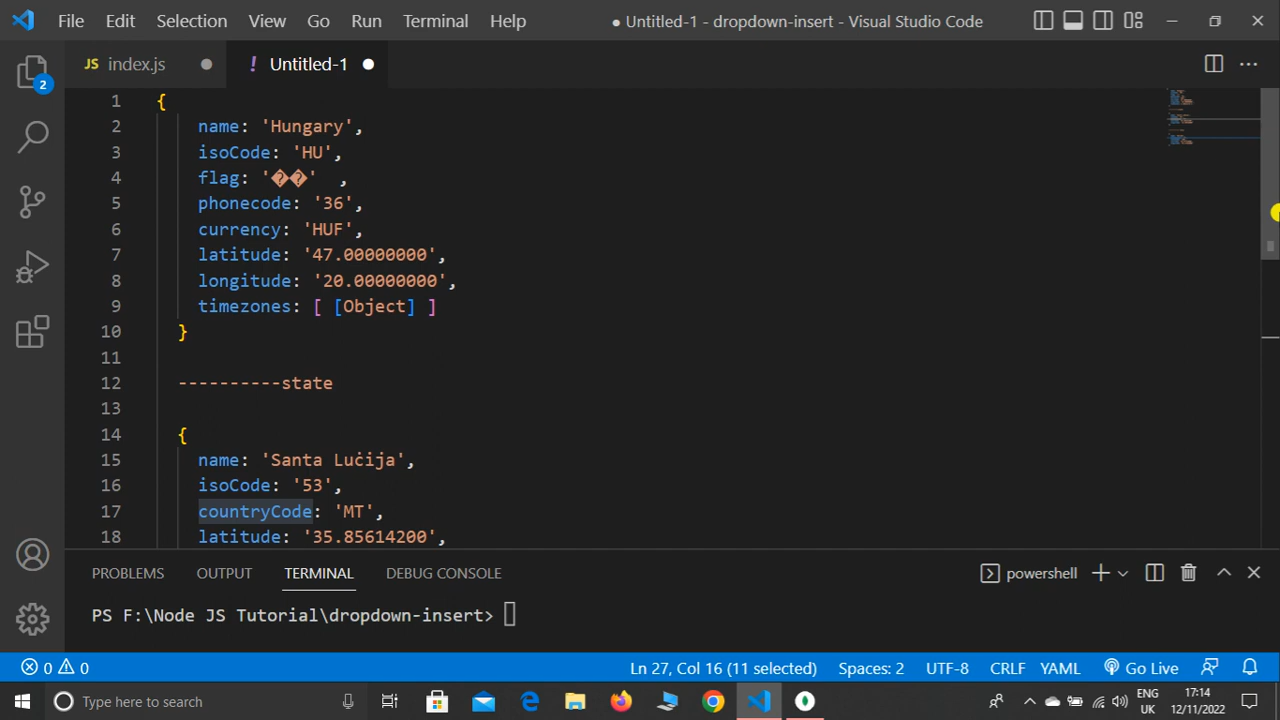 File Edit Selection View Go Run Terminal Help ● Untitled-1 - dropdown-insert - Visual Studio Code
JS index.js ! Untitled-1
2
1 {
2 name: 'Hungary',
3 isoCode: 'HU',
4 flag: '��' ,
5 phonecode: '36',
6 currency: 'HUF',
7 latitude: '47.00000000',
8 longitude: '20.00000000',
9 timezones: [ [Object] ]
10 }
11
12 ----------state
13
14 {
15 name: 'Santa Luċija',
16 isoCode: '53',
17 countryCode: 'MT',
18 latitude: '35.85614200',
PROBLEMS OUTPUT TERMINAL DEBUG CONSOLE powershell
PS F:\Node JS Tutorial\dropdown-insert>
0 0 Ln 27, Col 16 (11 selected) Spaces: 2 UTF-8 CRLF YAML Go Live
Type here to search ENG 17:14
UK 12/11/2022